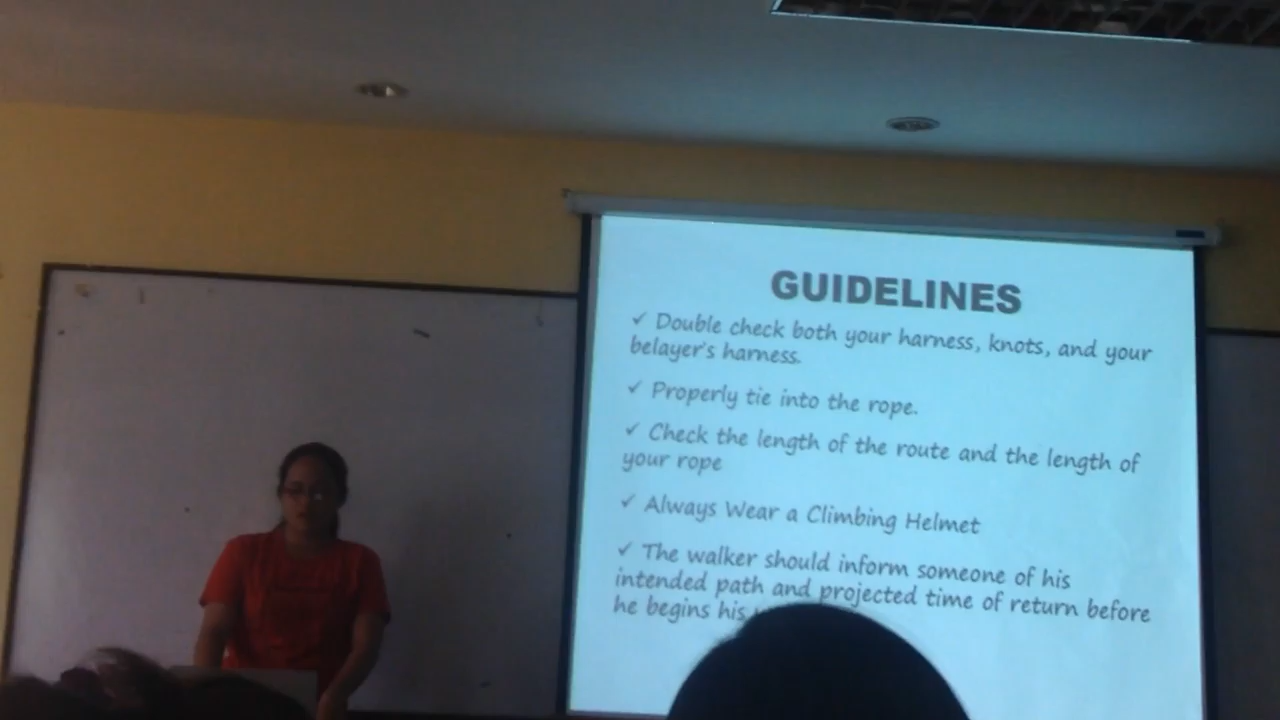 GUIDELINES
✓ Double check both your harness, knots, and your
belayer's harness.
✓ Properly tie into the rope.
✓ Check the length of the route and the length of
your rope
✓ Always Wear a Climbing Helmet
✓ The walker should inform someone of his
intended path and projected time of return before
he begins his